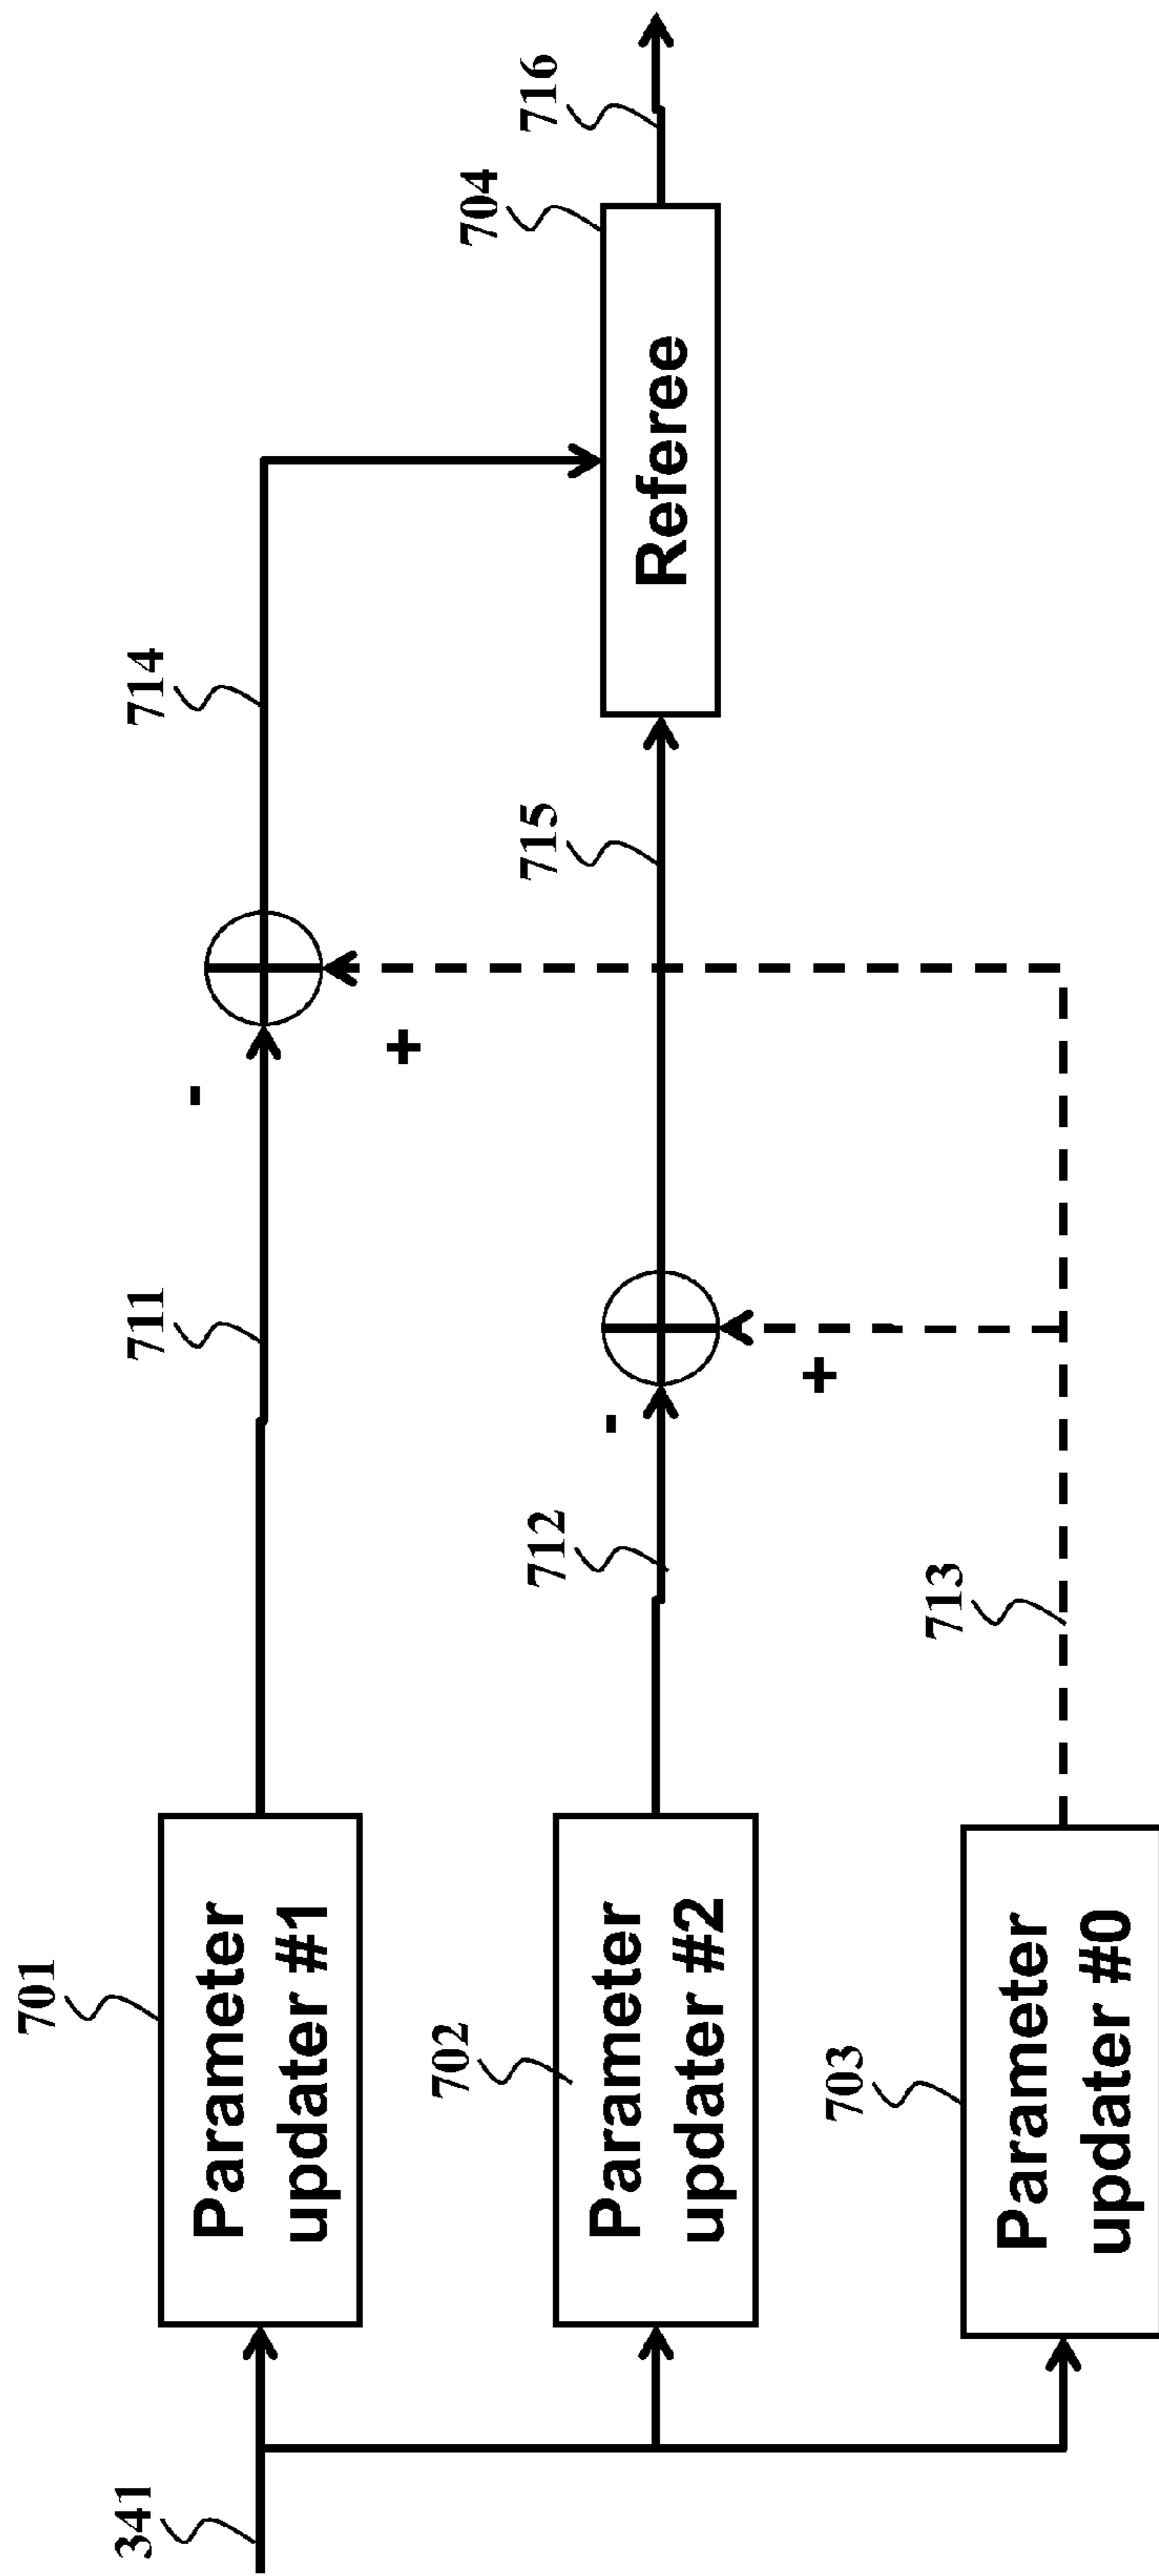 341
701
Parameter
updater #1
711
-
+
714
702
Parameter
updater #2
712
-
+
715
704
Referee
716
703
Parameter
updater #0
713